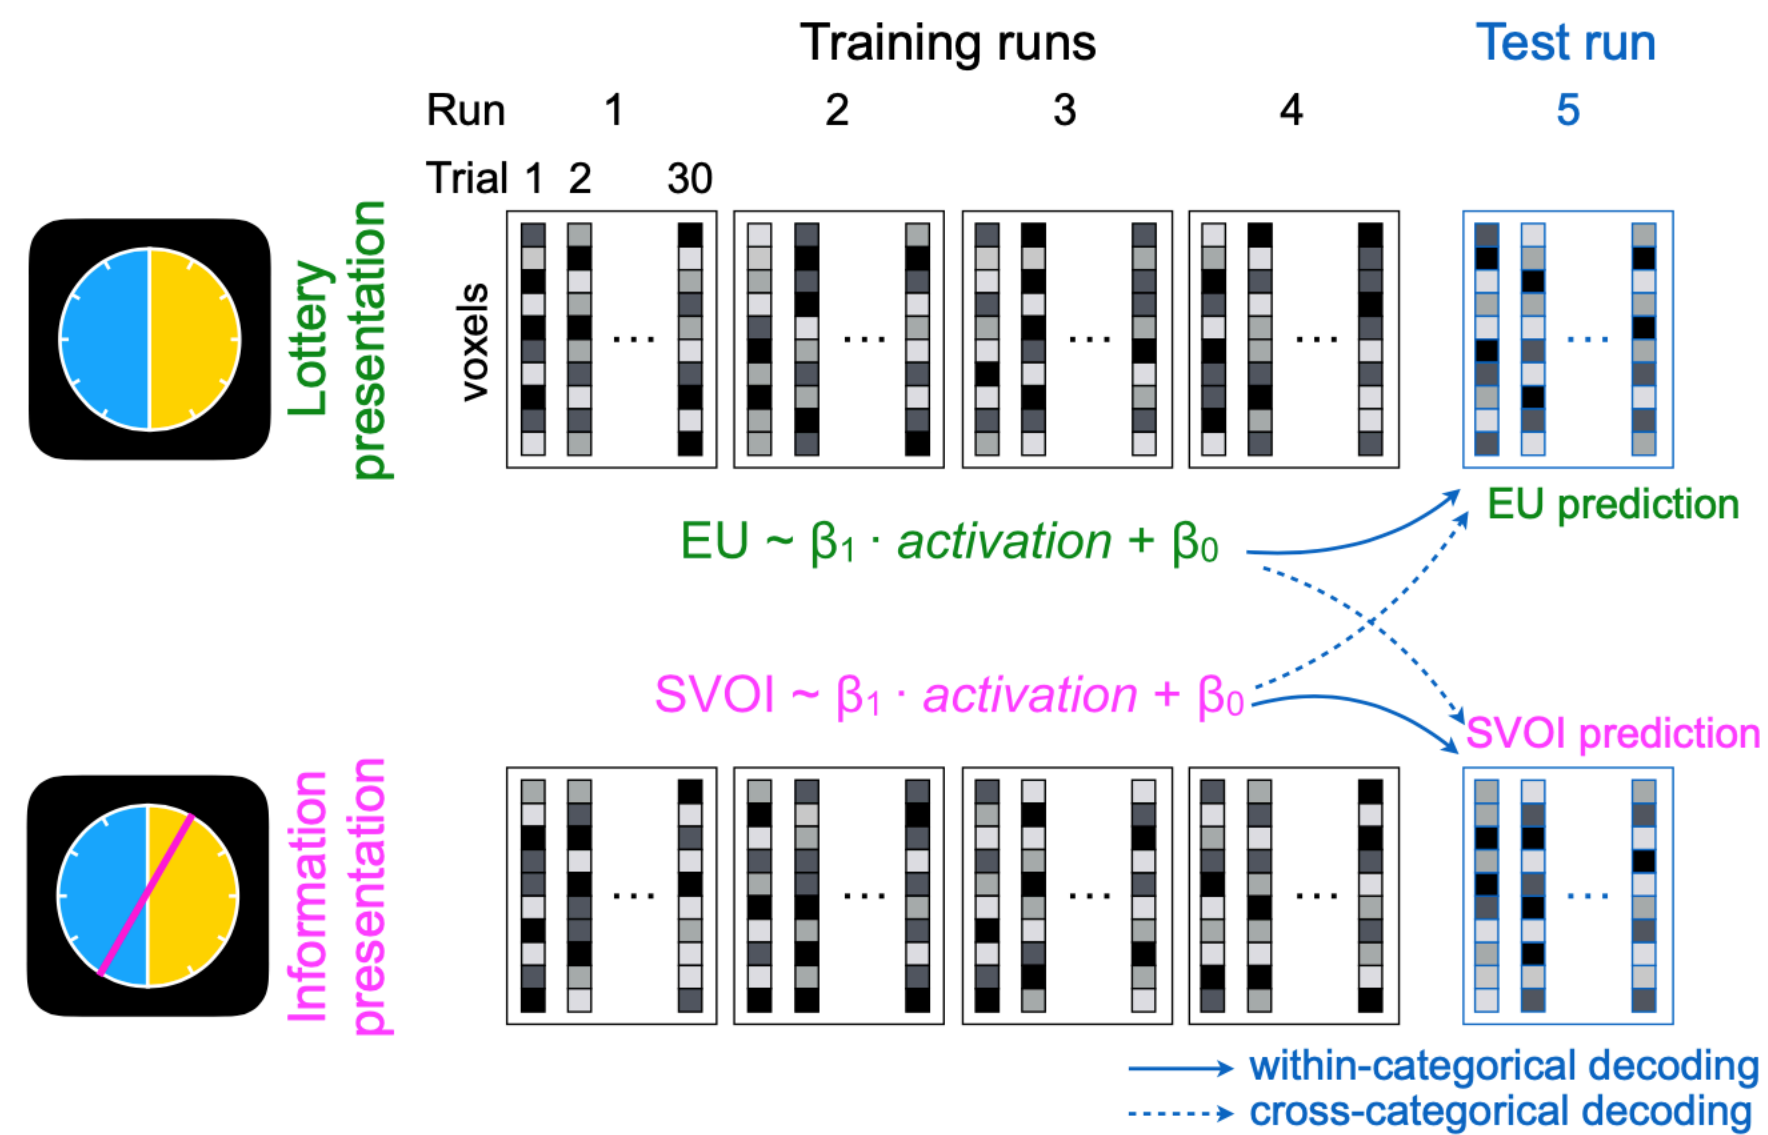 Training runs
Test run
Run 1 2 3 4 5
Trial 1 2 30
Lottery
presentation
voxels
... ... ... ... ...
EU prediction
EU ~ β₁ · activation + β₀
SVOI ~ β₁ · activation + β₀
SVOI prediction
Information
presentation
... ... ... ... ...
within-categorical decoding
cross-categorical decoding